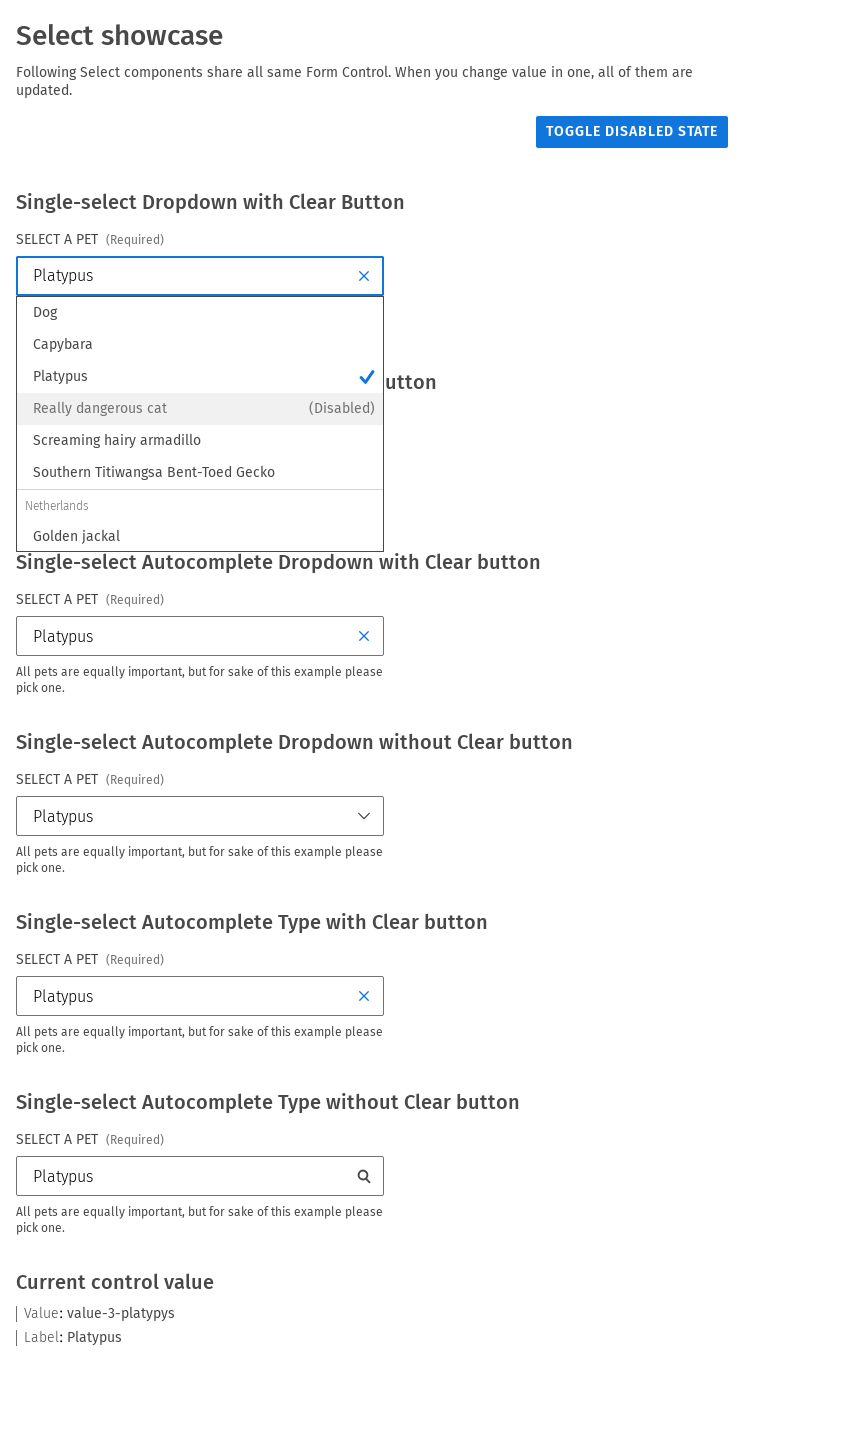 Select showcase
Following Select components share all same Form Control. When you change value in one, all of them are
updated.
TOGGLE DISABLED STATE
Single-select Dropdown with Clear Button
SELECT A PET (Required)
Platypus
Dog
Capybara
Platypus
utton
Really dangerous cat (Disabled)
Screaming hairy armadillo
Southern Titiwangsa Bent-Toed Gecko
Netherlands
Golden jackal
Single-select Autocomplete Dropdown with Clear button
SELECT A PET (Required)
Platypus
All pets are equally important, but for sake of this example please
pick one.
Single-select Autocomplete Dropdown without Clear button
SELECT A PET (Required)
Platypus
All pets are equally important, but for sake of this example please
pick one.
Single-select Autocomplete Type with Clear button
SELECT A PET (Required)
Platypus
All pets are equally important, but for sake of this example please
pick one.
Single-select Autocomplete Type without Clear button
SELECT A PET (Required)
Platypus
All pets are equally important, but for sake of this example please
pick one.
Current control value
Value: value-3-platypys
Label: Platypus